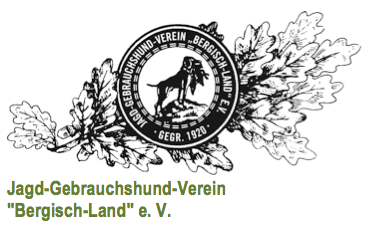 JAGD-GEBRAUCHSHUND-VEREIN „BERGISCH-LAND" E.V.
· GEGR. 1920 ·
Jagd-Gebrauchshund-Verein
"Bergisch-Land" e. V.